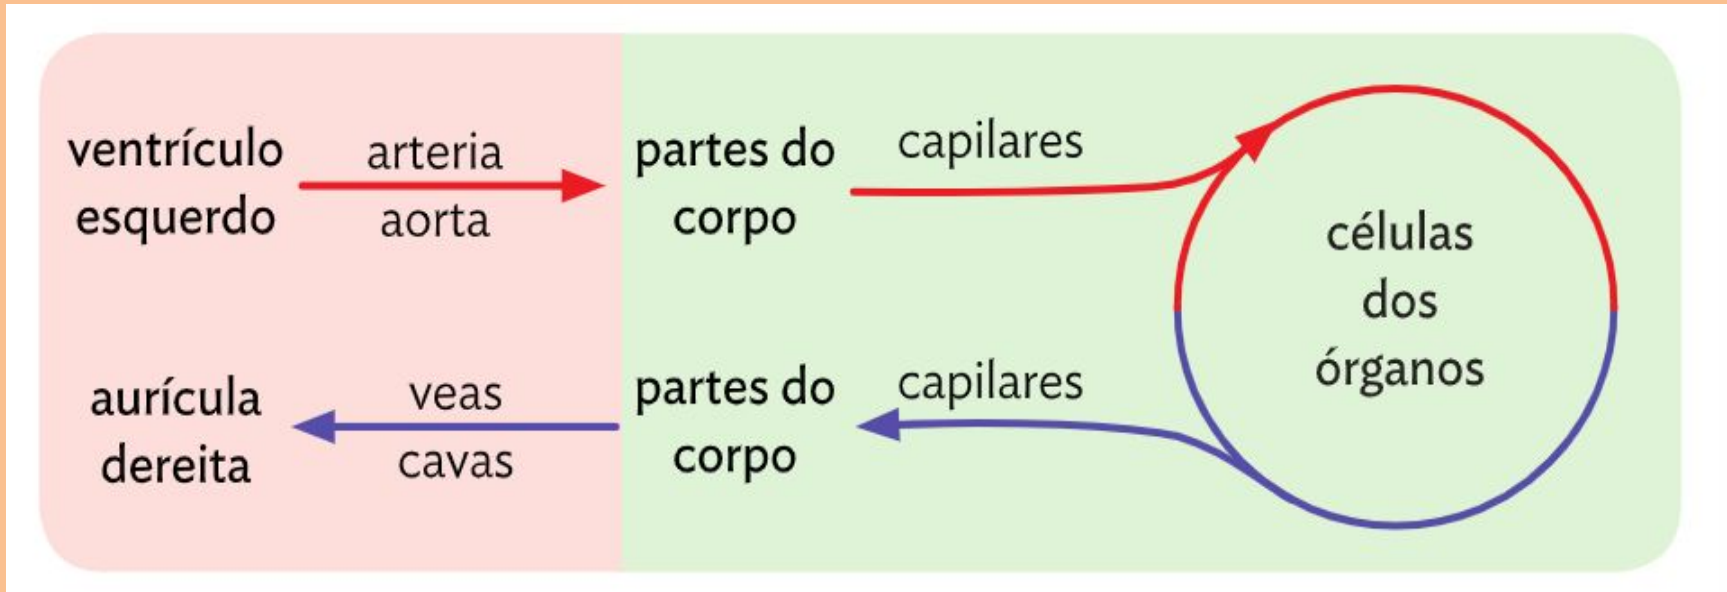 ventrículo
esquerdo
arteria
aorta
partes do
corpo
capilares
células
dos
órganos
aurícula
dereita
veas
cavas
partes do
corpo
capilares